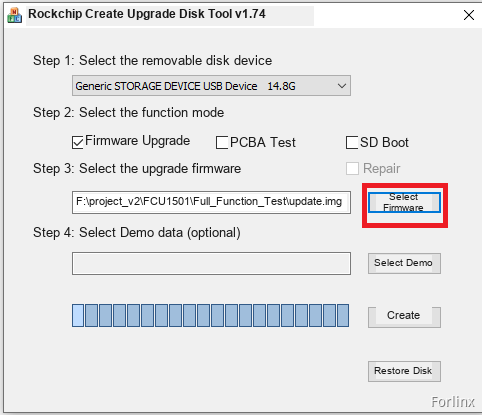 Rockchip Create Upgrade Disk Tool v1.74
Step 1: Select the removable disk device
Generic STORAGE DEVICE USB Device 14.8G
Step 2: Select the function mode
Firmware Upgrade PCBA Test SD Boot
Step 3: Select the upgrade firmware Repair
F:\project_v2\FCU1501\Full_Function_Test\update.img
Select
Firmware
Step 4: Select Demo data (optional)
Select Demo
Create
Restore Disk
Forlinx